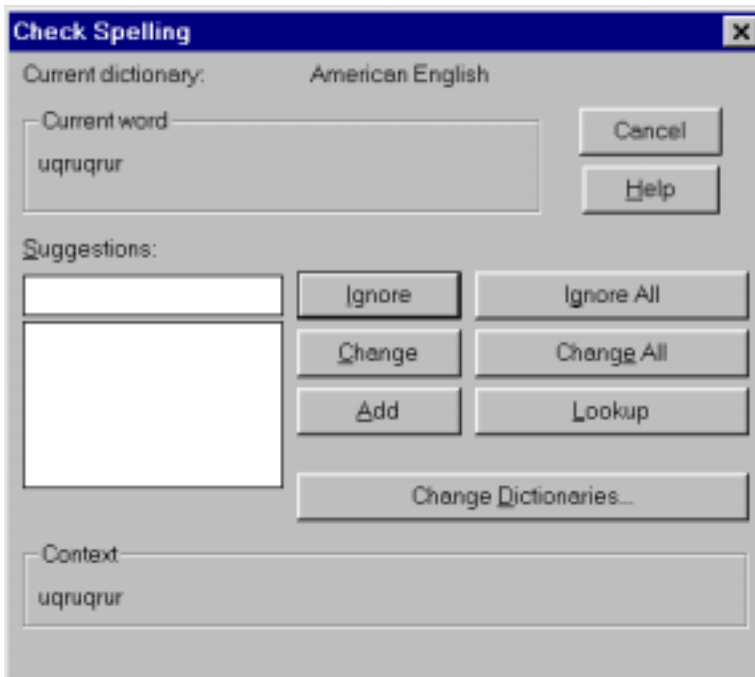 Check Spelling
Current dictionary: American English
Current word
uqruqrur
Cancel
Help
Suggestions:
Ignore Ignore All
Change Change All
Add Lookup
Change Dictionaries...
Context
uqruqrur